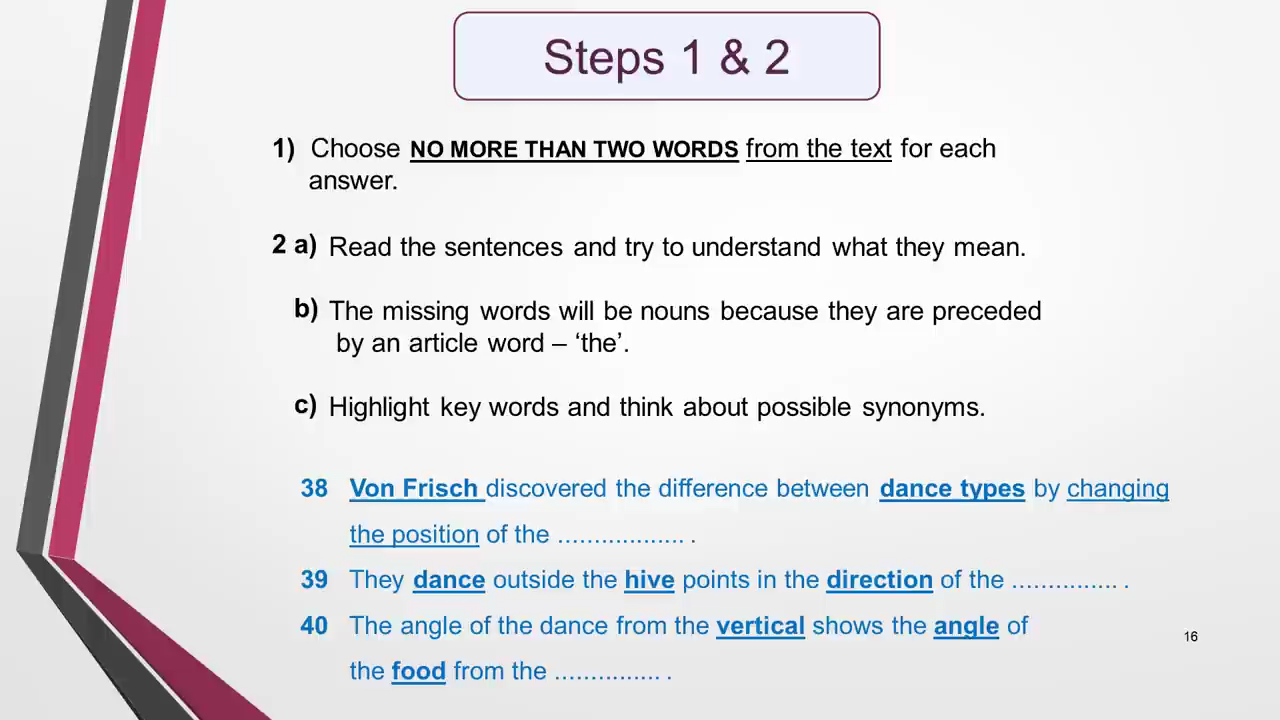 Steps 1 & 2
1) Choose NO MORE THAN TWO WORDS from the text for each
answer.
2 a) Read the sentences and try to understand what they mean.
b) The missing words will be nouns because they are preceded
by an article word – ‘the’.
c) Highlight key words and think about possible synonyms.
38 Von Frisch discovered the difference between dance types by changing
the position of the .................. .
39 They dance outside the hive points in the direction of the ............... .
40 The angle of the dance from the vertical shows the angle of
16
the food from the ............... .